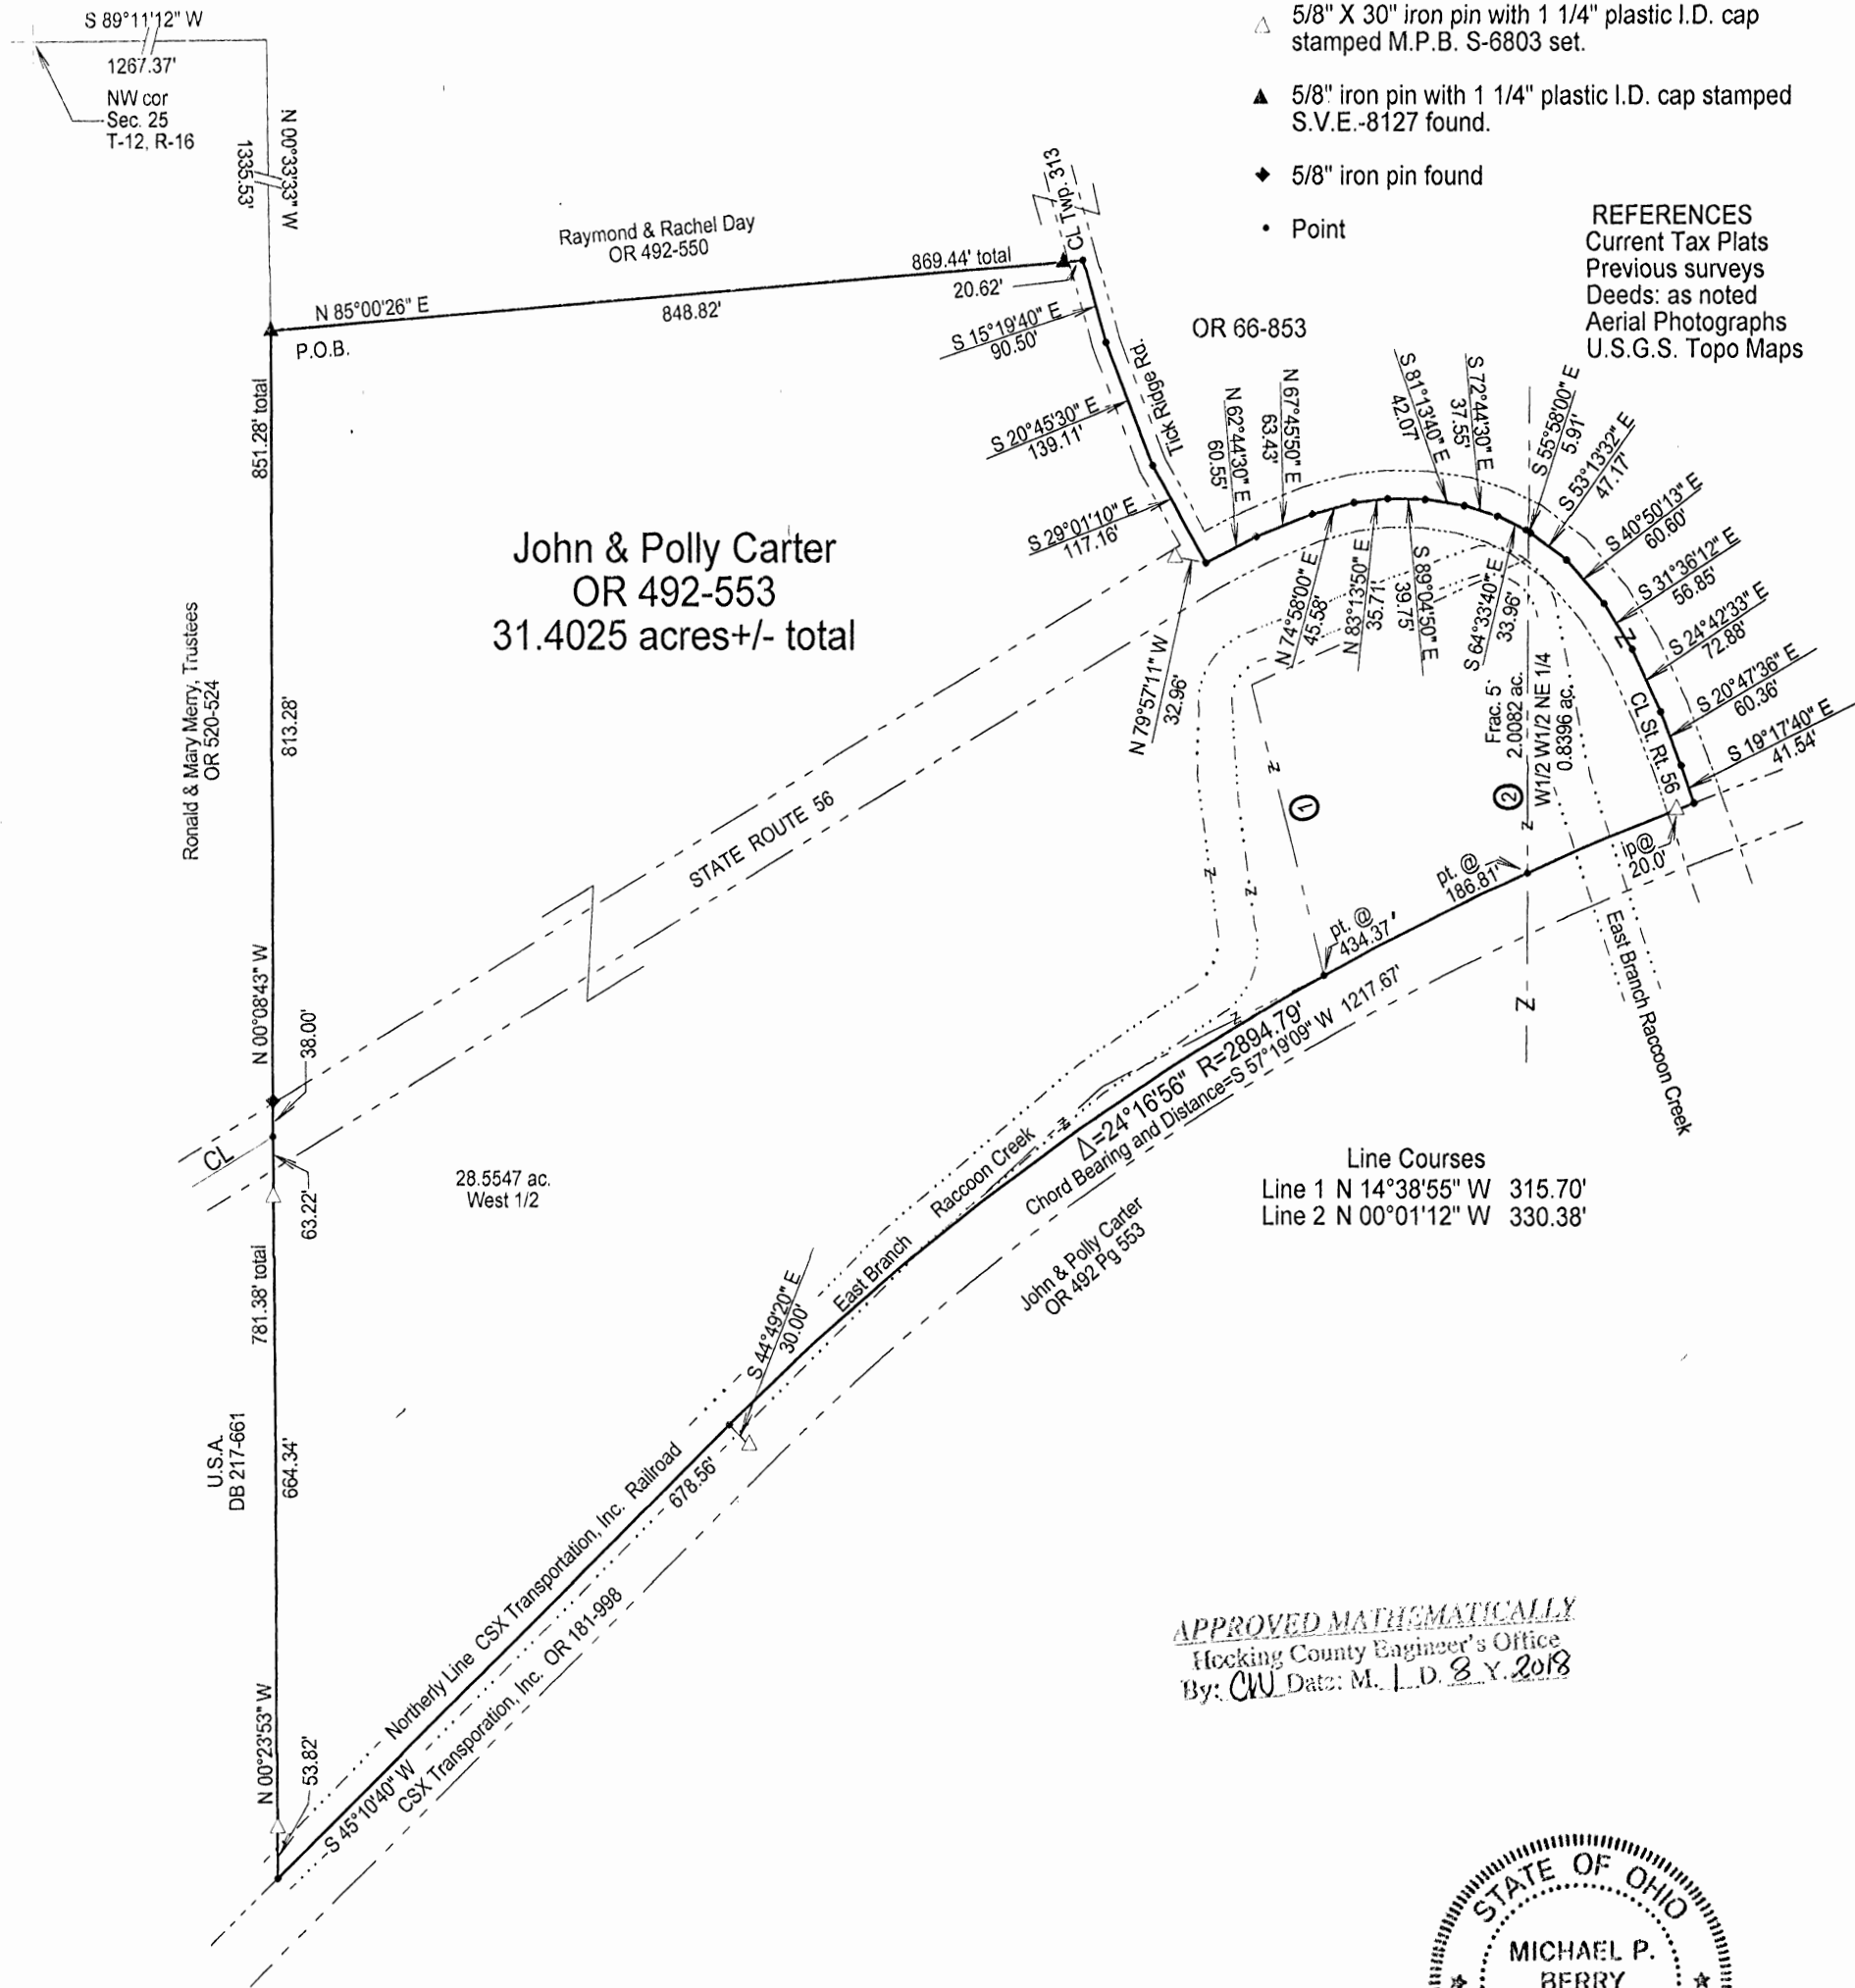 S 89°11'12" W
1267.37'
NW cor
Sec. 25
T-12, R-16
N 00°33'33" W
1335.53'
5/8" X 30" iron pin with 1 1/4" plastic I.D. cap
stamped M.P.B. S-6803 set.
5/8" iron pin with 1 1/4" plastic I.D. cap stamped
S.V.E.-8127 found.
5/8" iron pin found
Point
REFERENCES
Current Tax Plats
Previous surveys
Deeds: as noted
Aerial Photographs
U.S.G.S. Topo Maps
Raymond & Rachel Day
OR 492-550
869.44' total
20.62'
N 85°00'26" E
848.82'
P.O.B.
CL Twp. 313
Tick Ridge Rd.
OR 66-853
S 15°19'40" E
90.50'
S 20°45'30" E
139.11'
S 29°01'10" E
117.16'
N 79°57'11" W
32.96'
N 62°44'30" E
60.55'
N 67°45'50" E
63.43'
N 74°58'00" E
45.58'
N 83°13'50" E
35.71'
S 89°04'50" E
39.75'
S 81°13'40" E
42.07'
S 72°44'30" E
37.55'
S 64°33'40" E
33.96'
S 55°58'00" E
5.91'
S 53°13'32" E
47.17'
S 40°50'13" E
60.60'
S 31°36'12" E
56.85'
S 24°42'33" E
72.88'
S 20°47'36" E
60.36'
S 19°17'40" E
41.54'
CL St. Rt. 56
John & Polly Carter
OR 492-553
31.4025 acres+/- total
851.28' total
813.28'
Ronald & Mary Merry, Trustees
OR 520-524
N 00°08'43" W
38.00'
CL
63.22'
STATE ROUTE 56
28.5547 ac.
West 1/2
Frac. 5
2.0082 ac.
W1/2 W1/2 NE 1/4
0.8396 ac.
1
2
Z
Z
Z
Z
Z
Z
Z
Z
Z
ip@
20.0'
pt. @
186.81'
pt. @
434.37'
East Branch Raccoon Creek
Δ=24°16'56" R=2894.79'
Chord Bearing and Distance=S 57°19'09" W 1217.67'
East Branch Raccoon Creek
John & Polly Carter
OR 492 Pg 553
Line Courses
Line 1 N 14°38'55" W 315.70'
Line 2 N 00°01'12" W 330.38'
781.38' total
664.34'
U.S.A.
DB 217-661
N 00°23'53" W
53.82'
S 44°49'20" E
30.00'
678.56'
Northerly Line CSX Transportation, Inc. Railroad
S 45°10'40" W
CSX Transporation, Inc. OR 181-998
APPROVED MATHEMATICALLY
Hocking County Engineer's Office
By: CW Date: M. 1 D. 8 Y. 2018
STATE OF OHIO
MICHAEL P.
BERRY